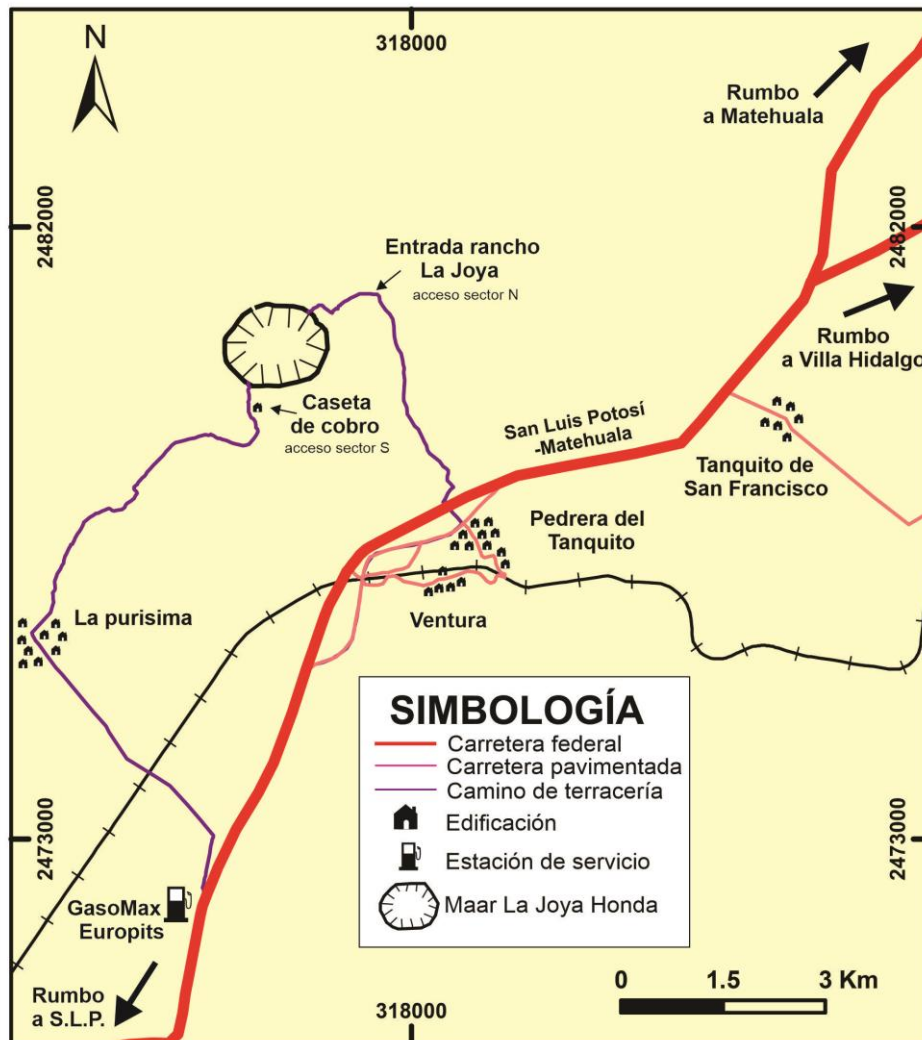 318000
N
Rumbo
a Matehuala
2482000
2482000
Entrada rancho
La Joya
acceso sector N
Rumbo
a Villa Hidalgo
Caseta
de cobro
acceso sector S
San Luis Potosí
-Matehuala
Tanquito de
San Francisco
Pedrera del
Tanquito
La purisima
Ventura
SIMBOLOGÍA
Carretera federal
Carretera pavimentada
Camino de terracería
Edificación
Estación de servicio
Maar La Joya Honda
2473000
2473000
GasoMax
Europits
Rumbo
a S.L.P.
0 1.5 3 Km
318000